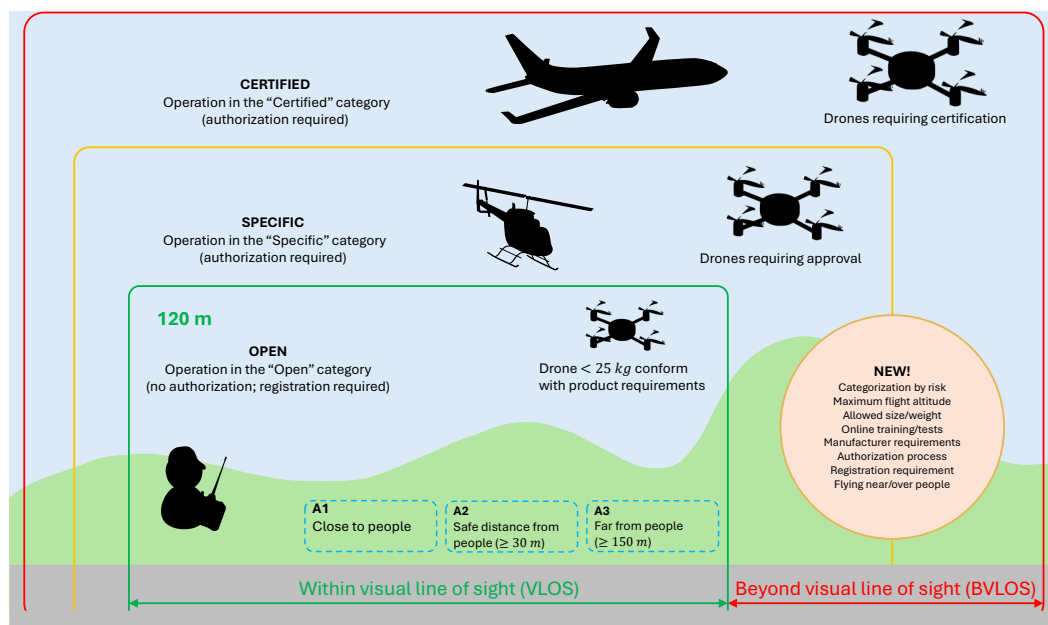 CERTIFIED
Operation in the “Certified” category
(authorization required)
Drones requiring certification
SPECIFIC
Operation in the “Specific” category
(authorization required)
Drones requiring approval
120 m
OPEN
Operation in the “Open” category
(no authorization; registration required)
Drone < 25 kg conform
with product requirements
NEW!
Categorization by risk
Maximum flight altitude
Allowed size/weight
Online training/tests
Manufacturer requirements
Authorization process
Registration requirement
Flying near/over people
A1
Close to people
A2
Safe distance from
people (≥ 30 m)
A3
Far from people
(≥ 150 m)
Within visual line of sight (VLOS)
Beyond visual line of sight (BVLOS)